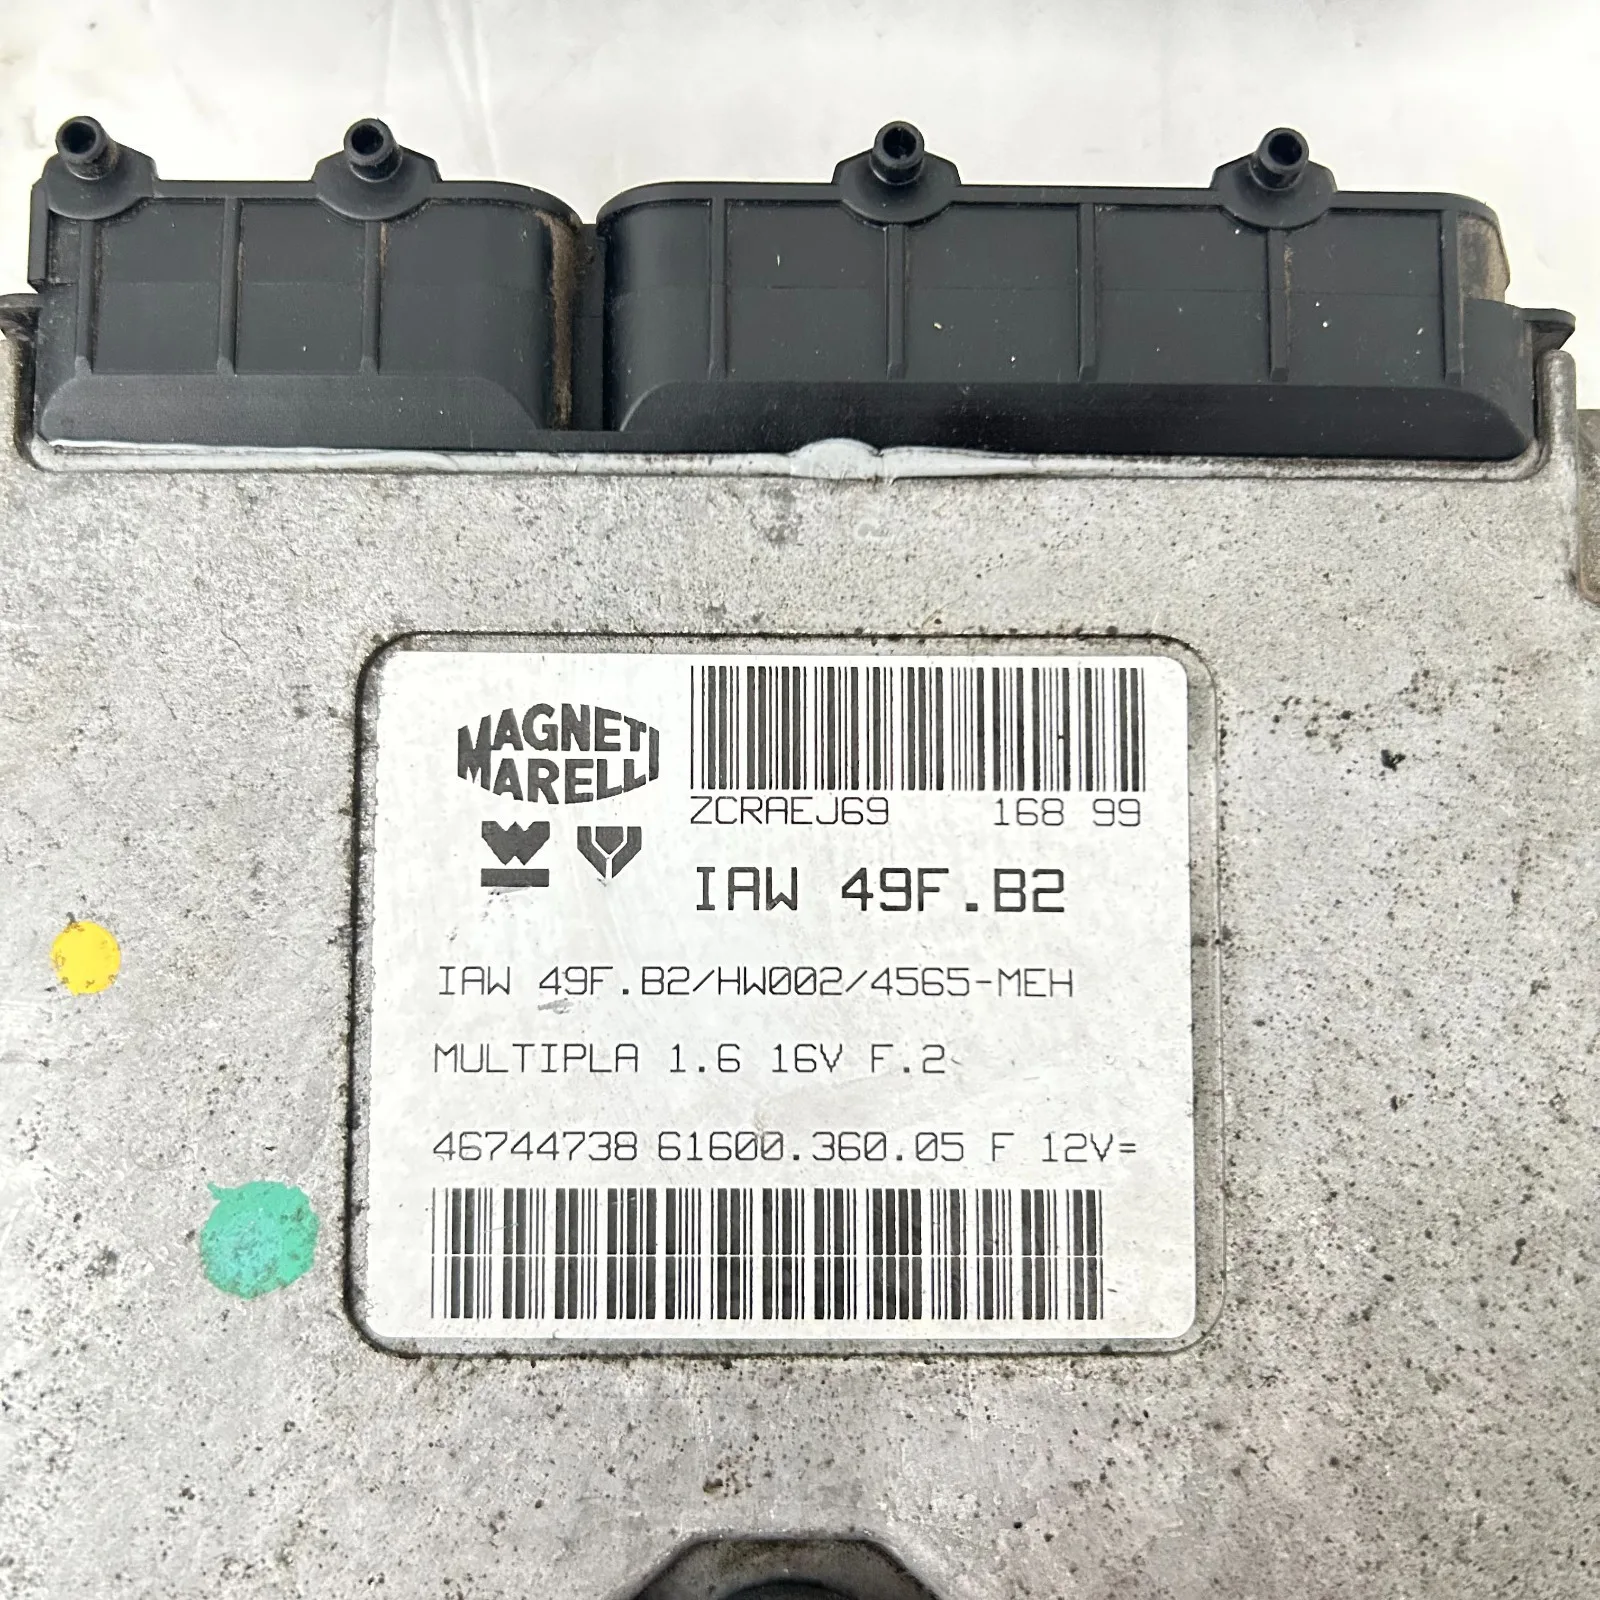 MAGNETI
MARELLI
ZCRAEJ69 168 99
IAW 49F.B2
IAW 49F.B2/HW002/4565-MEH
MULTIPLA 1.6 16V F.2
46744738 61600.360.05 F 12V=